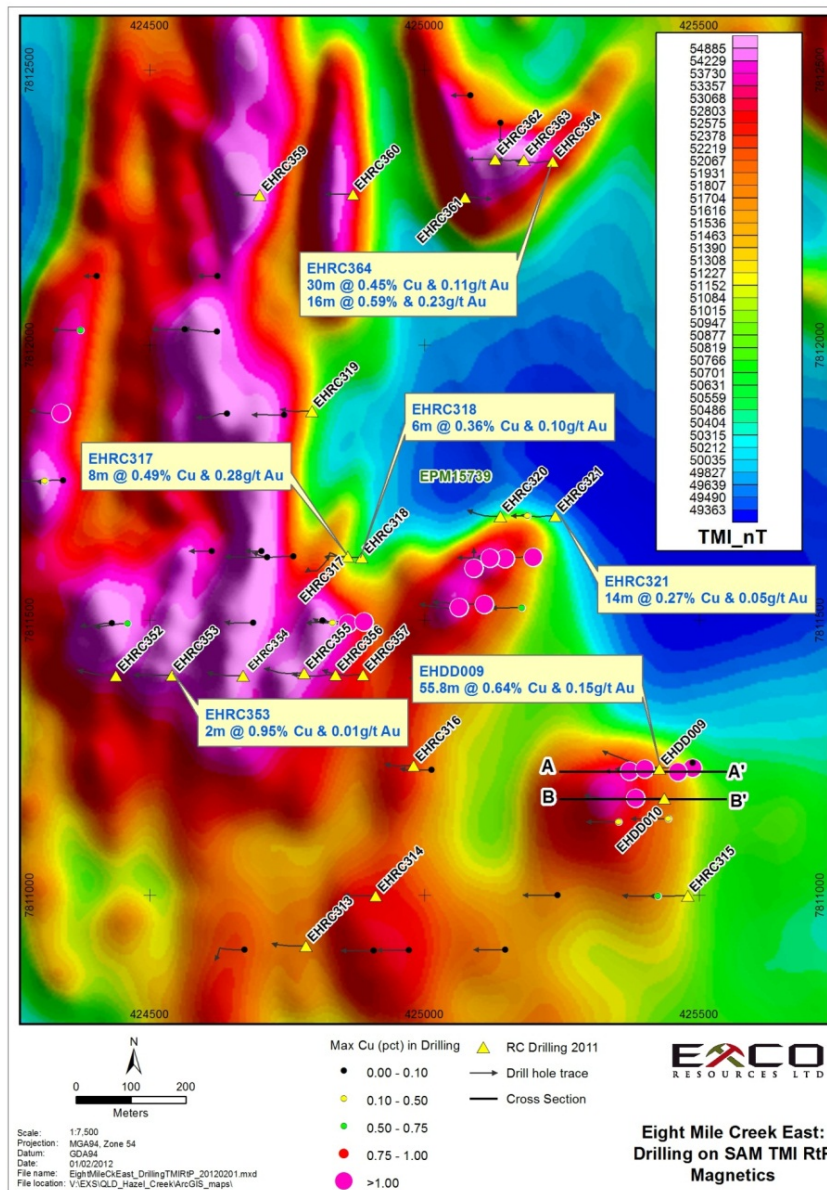 424500
425000
425500
7812500
7812500
54885
54229
53730
53357
53068
52803
52575
52378
52219
52067
51931
51807
51704
51616
51536
51463
51390
51308
51227
51152
51084
51015
50947
50877
50819
50766
50701
50631
50559
50486
50404
50315
50212
50035
49827
49639
49490
49363
TMI_nT
EHRC359
EHRC360
EHRC361
EHRC362
EHRC363
EHRC364
EHRC364
30m @ 0.45% Cu & 0.11g/t Au
16m @ 0.59% & 0.23g/t Au
7812000
7812000
EHRC319
EHRC318
6m @ 0.36% Cu & 0.10g/t Au
EHRC317
8m @ 0.49% Cu & 0.28g/t Au
EPM15739
EHRC320
EHRC321
EHRC317
EHRC318
EHRC321
14m @ 0.27% Cu & 0.05g/t Au
7811500
7811500
EHRC352
EHRC353
EHRC354
EHRC355
EHRC356
EHRC357
EHDD009
55.8m @ 0.64% Cu & 0.15g/t Au
EHRC353
2m @ 0.95% Cu & 0.01g/t Au
EHRC316
EHDD009
A
A'
B
B'
EHDD010
7811000
7811000
EHRC314
EHRC313
EHRC315
424500
425000
425500
N
0
100
200
Meters
Scale: 1:7,500
Projection: MGA94, Zone 54
Datum: GDA94
Date: 01/02/2012
File name: EightMileCkEast_DrillingTMIRtP_20120201.mxd
File location: V:\EXS\QLD_Hazel_Creek\ArcGIS_maps\
Max Cu (pct) in Drilling
0.00 - 0.10
0.10 - 0.50
0.50 - 0.75
0.75 - 1.00
>1.00
RC Drilling 2011
Drill hole trace
Cross Section
EXCO
RESOURCES LTD
Eight Mile Creek East:
Drilling on SAM TMI RtP
Magnetics